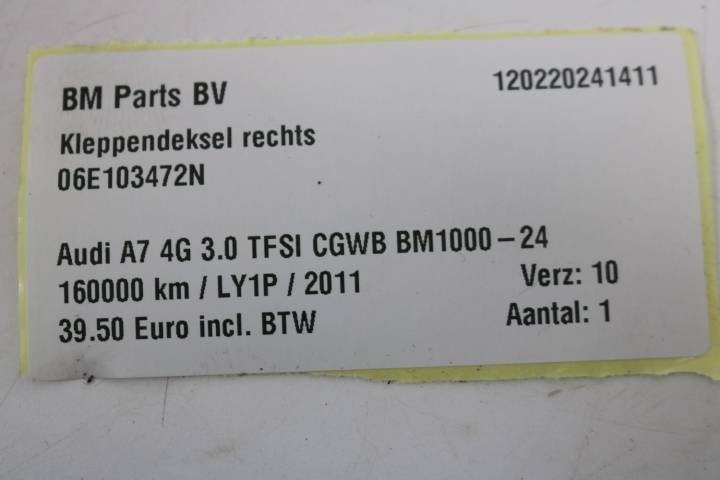 BM Parts BV 120220241411
Kleppendeksel rechts
06E103472N
Audi A7 4G 3.0 TFSI CGWB BM1000-24
160000 km / LY1P / 2011 Verz: 10
39.50 Euro incl. BTW Aantal: 1